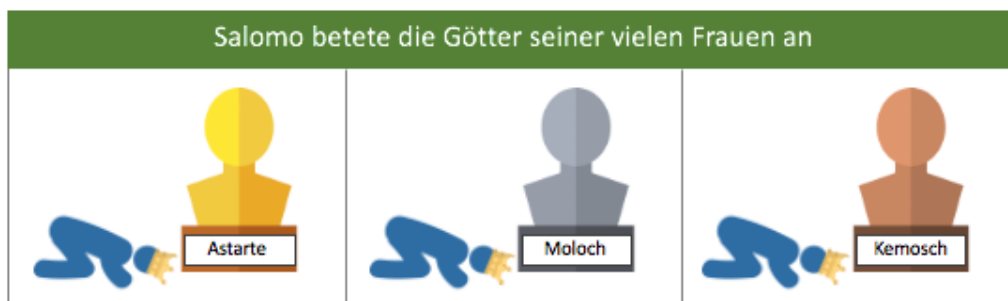 Salomo betete die Götter seiner vielen Frauen an
Astarte
Moloch
Kemosch